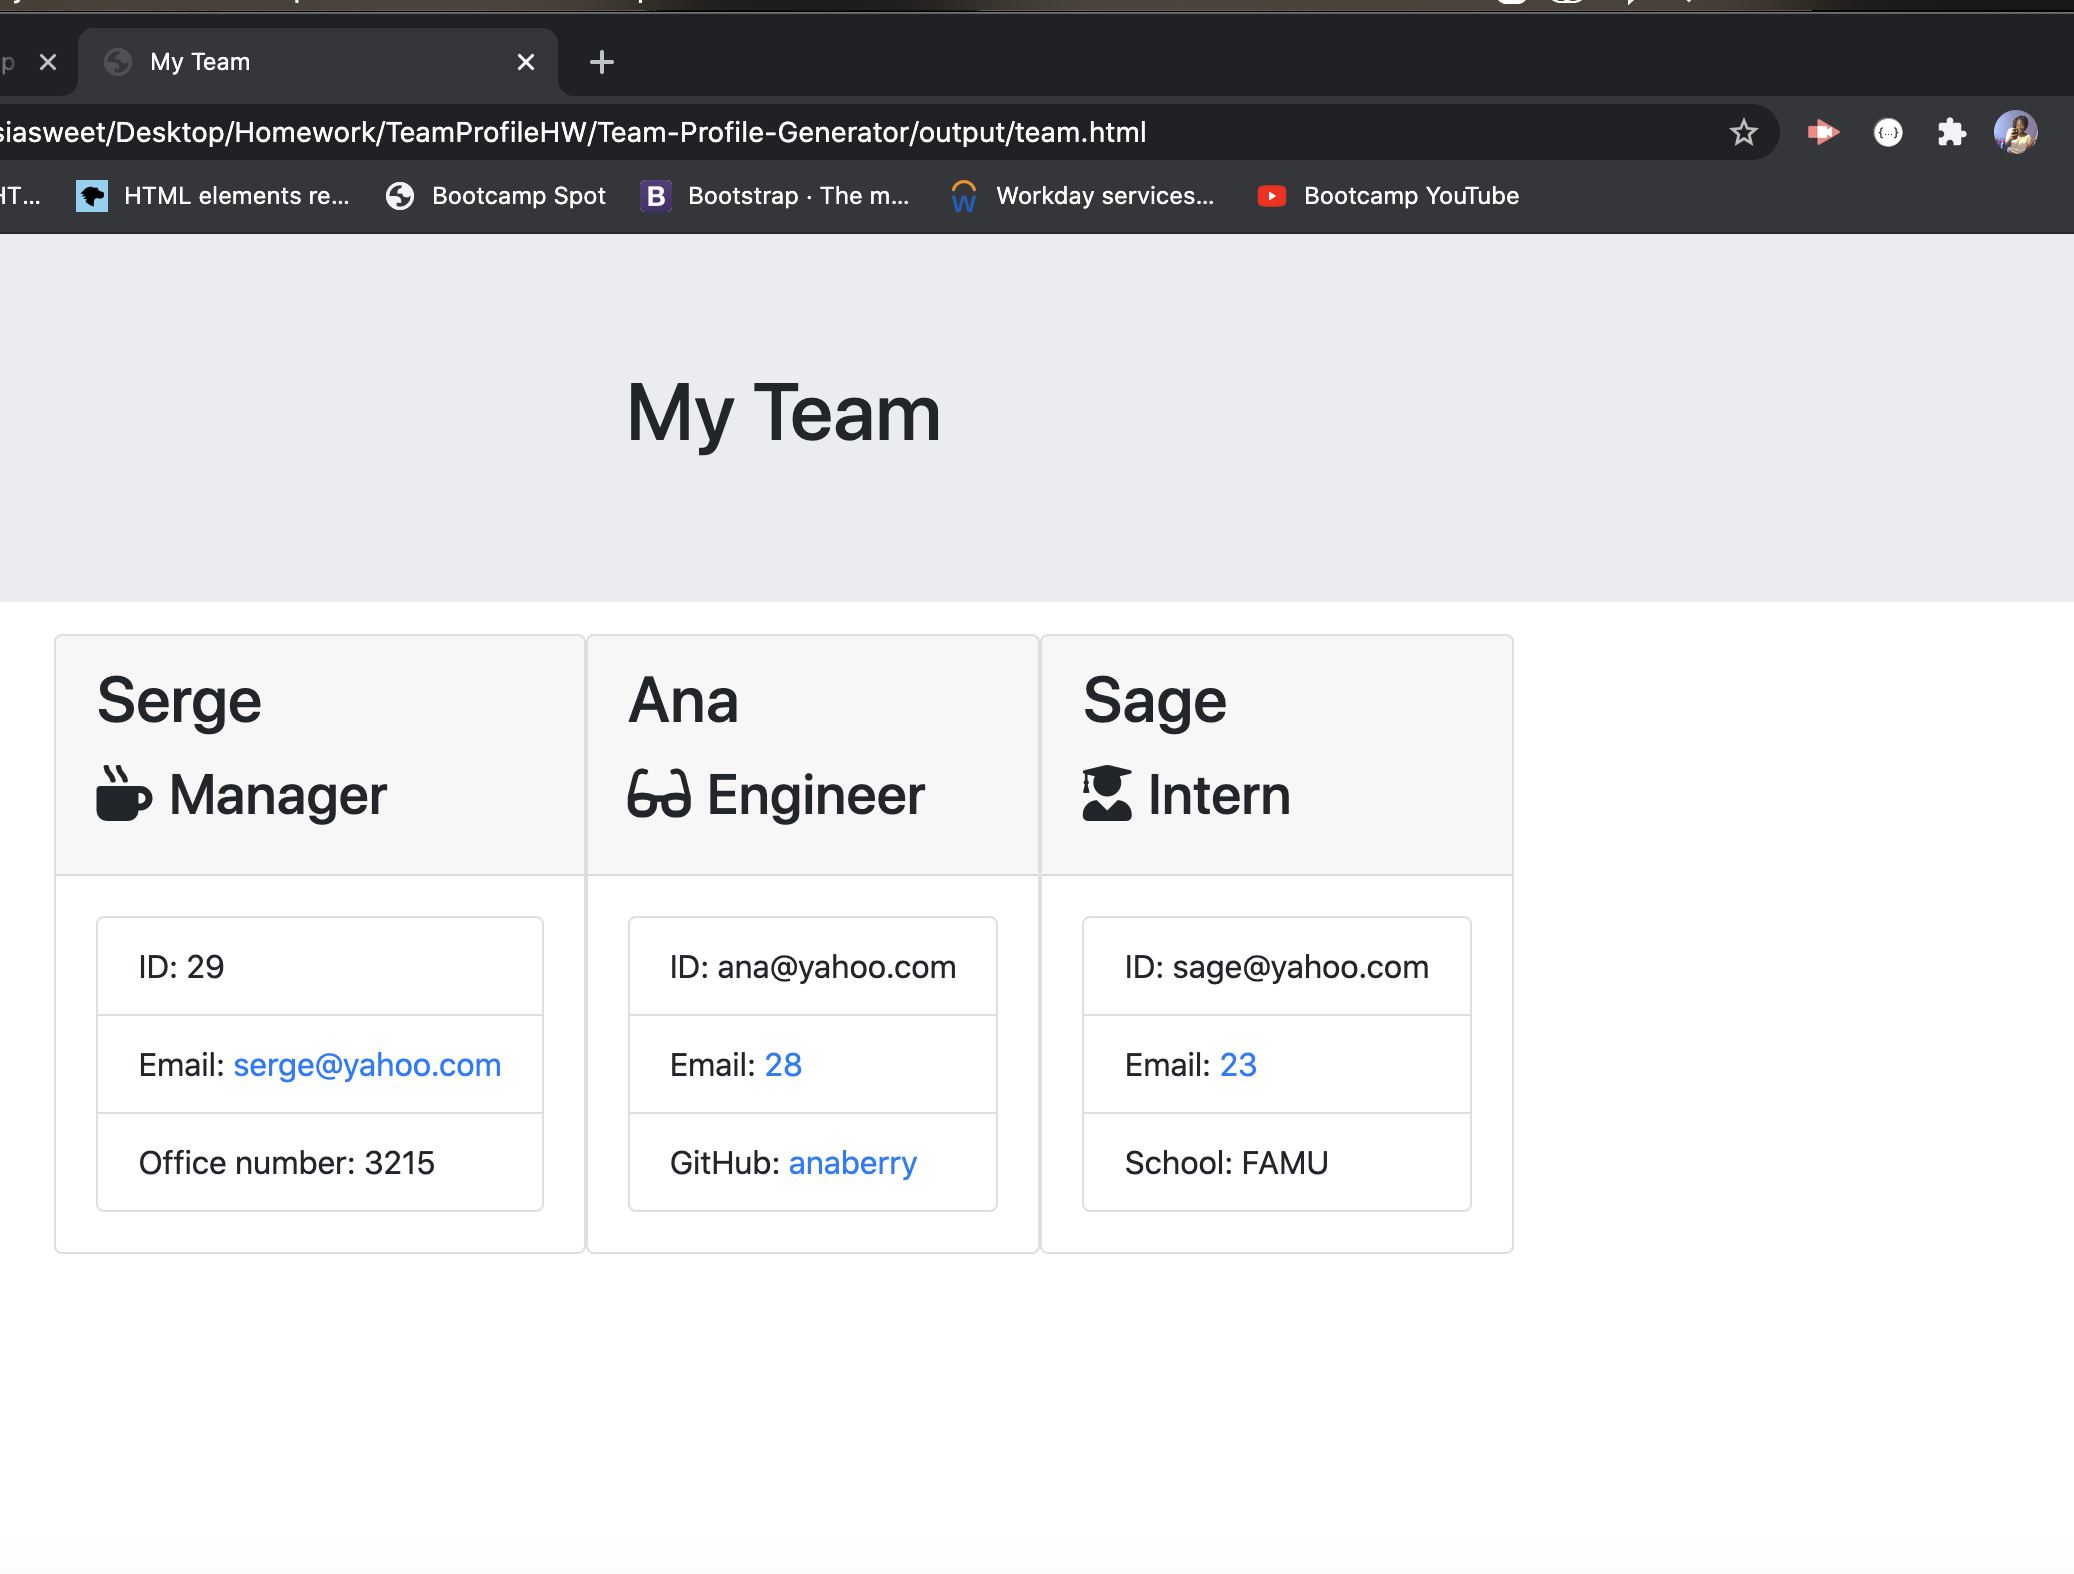 p
My Team
siasweet/Desktop/Homework/TeamProfileHW/Team-Profile-Generator/output/team.html
HT... HTML elements re... Bootcamp Spot B Bootstrap · The m... W Workday services... Bootcamp YouTube
My Team
Serge
Manager
ID: 29
Email: serge@yahoo.com
Office number: 3215
Ana
Engineer
ID: ana@yahoo.com
Email: 28
GitHub: anaberry
Sage
Intern
ID: sage@yahoo.com
Email: 23
School: FAMU